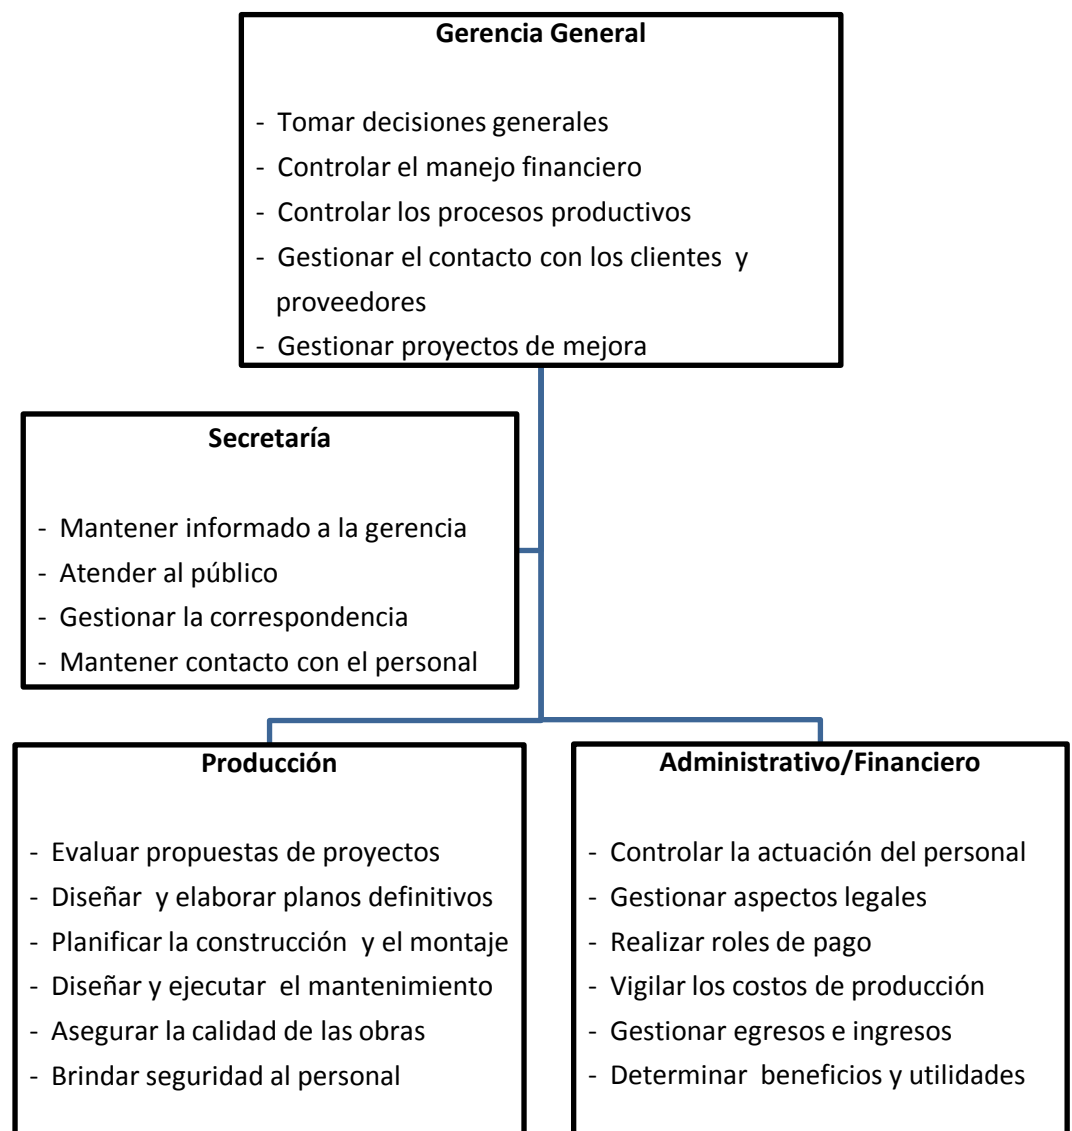 Gerencia General
- Tomar decisiones generales
- Controlar el manejo financiero
- Controlar los procesos productivos
- Gestionar el contacto con los clientes y
proveedores
- Gestionar proyectos de mejora
Secretaría
- Mantener informado a la gerencia
- Atender al público
- Gestionar la correspondencia
- Mantener contacto con el personal
Producción
- Evaluar propuestas de proyectos
- Diseñar y elaborar planos definitivos
- Planificar la construcción y el montaje
- Diseñar y ejecutar el mantenimiento
- Asegurar la calidad de las obras
- Brindar seguridad al personal
Administrativo/Financiero
- Controlar la actuación del personal
- Gestionar aspectos legales
- Realizar roles de pago
- Vigilar los costos de producción
- Gestionar egresos e ingresos
- Determinar beneficios y utilidades